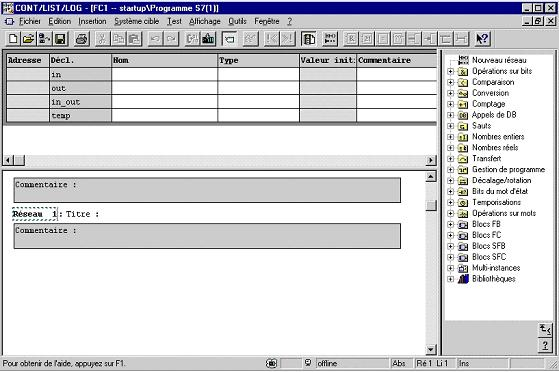 CONT/LIST/LOG - [FC1 -- startup\Programme S7(1)]
Fichier Edition Insertion Système cible Test Affichage Outils Fenêtre ?
Adresse Décl. Nom Type Valeur init: Commentaire
in
out
in_out
temp
Commentaire :
Réseau 1 : Titre :
Commentaire :
Nouveau réseau
Opérations sur bits
Comparaison
Conversion
Comptage
Appels de DB
Sauts
Nombres entiers
Nombres réels
Transfert
Gestion de programme
Décalage/rotation
Bits du mot d'état
Temporisations
Opérations sur mots
Blocs FB
Blocs FC
Blocs SFB
Blocs SFC
Multi-instances
Bibliothèques
Pour obtenir de l'aide, appuyez sur F1. offline Abs Ré 1 Li 1 Ins